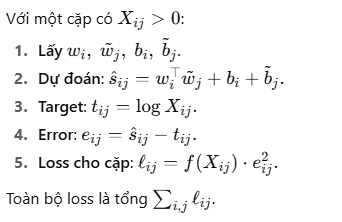 Với một cặp có $X_{ij} > 0$:
1. Lấy $w_i,\ \tilde{w}_j,\ b_i,\ \tilde{b}_j$.
2. Dự đoán: $\hat{s}_{ij} = w_i^\top \tilde{w}_j + b_i + \tilde{b}_j$.
3. Target: $t_{ij} = \log X_{ij}$.
4. Error: $e_{ij} = \hat{s}_{ij} - t_{ij}$.
5. Loss cho cặp: $\ell_{ij} = f(X_{ij}) \cdot e_{ij}^2$.
Toàn bộ loss là tổng $\sum_{i,j} \ell_{ij}$.